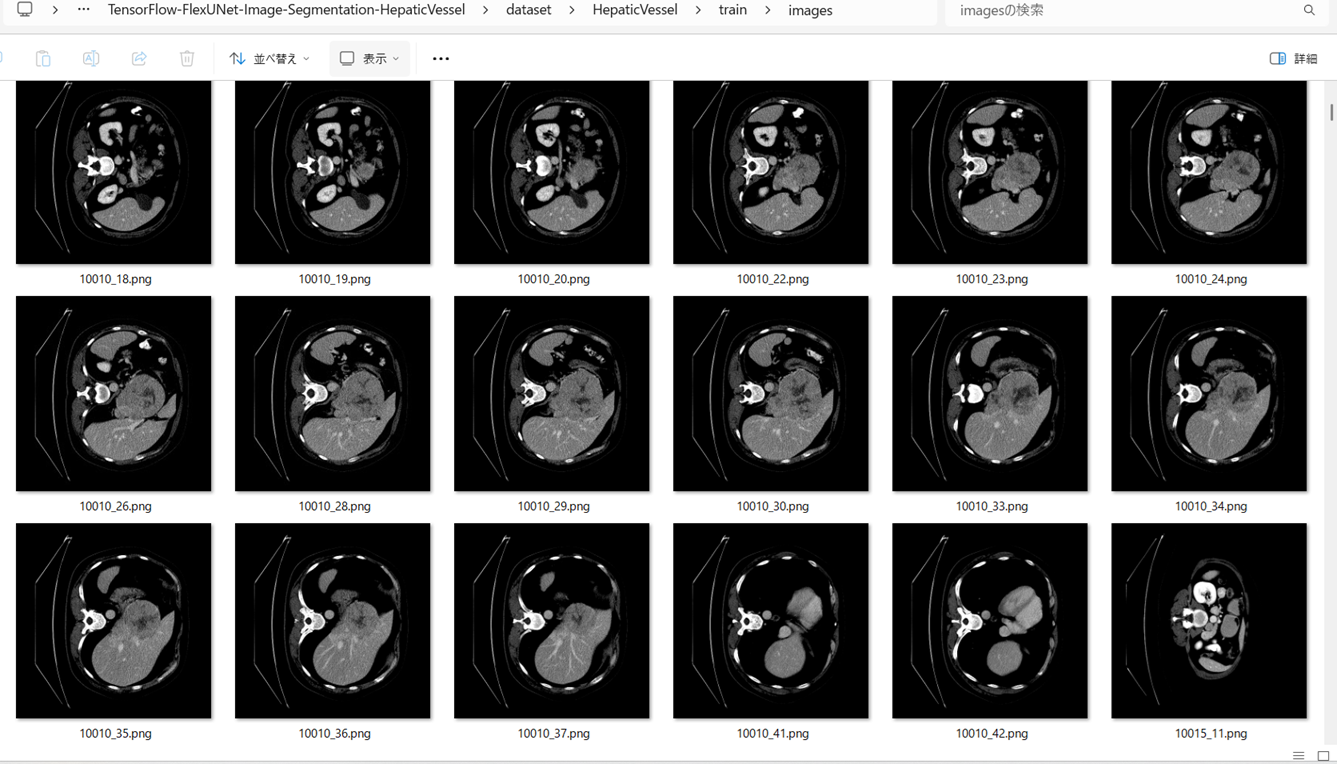 TensorFlow-FlexUNet-Image-Segmentation-HepaticVessel > dataset > HepaticVessel > train > images
imagesの検索
並べ替え
表示
詳細
10010_18.png
10010_19.png
10010_20.png
10010_22.png
10010_23.png
10010_24.png
10010_26.png
10010_28.png
10010_29.png
10010_30.png
10010_33.png
10010_34.png
10010_35.png
10010_36.png
10010_37.png
10010_41.png
10010_42.png
10015_11.png